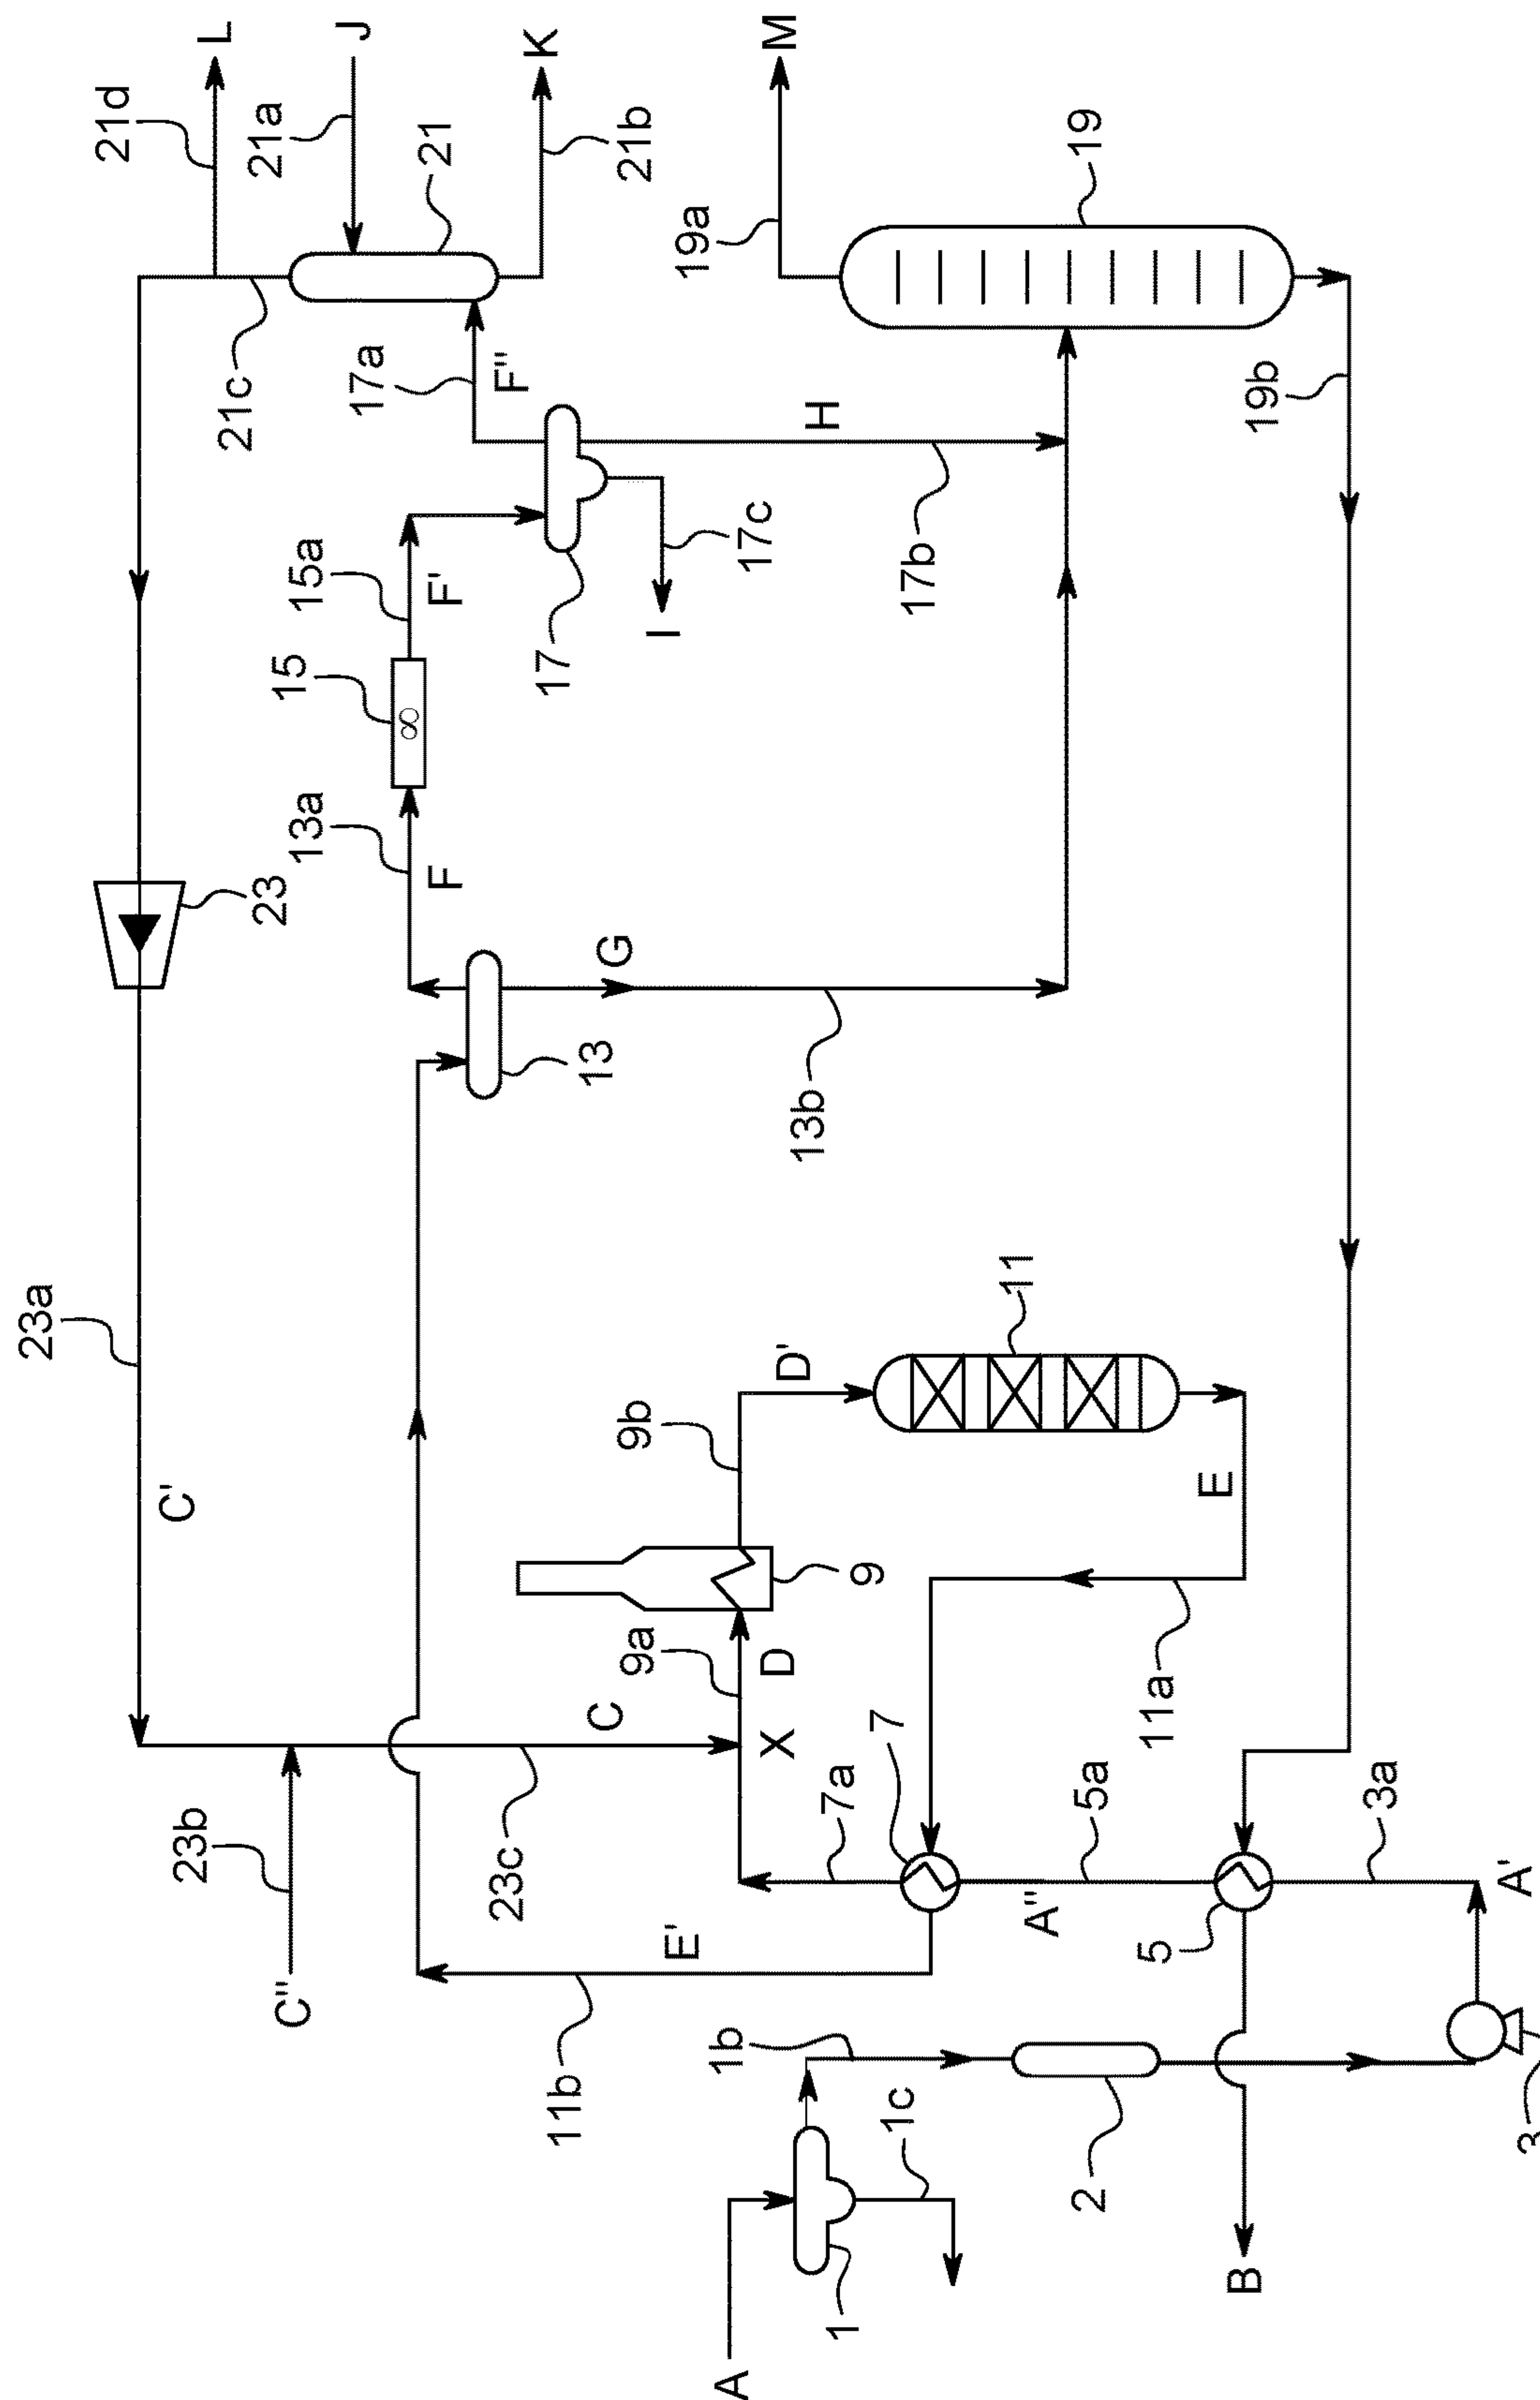 23a
21d
C'
23b
L
21c
23
21a
C"
15
13a
15a
J
17a
F
F'
21
23c
F"
K
17
11b
13
C
G
9b
21b
9a
I
E'
19a
1b
A
17c
X
D
M
D'
13b
H
7a
1
9
7
1c
17b
11
A"
2
5a
19
5
11a
E
B
19b
3a
A'
3